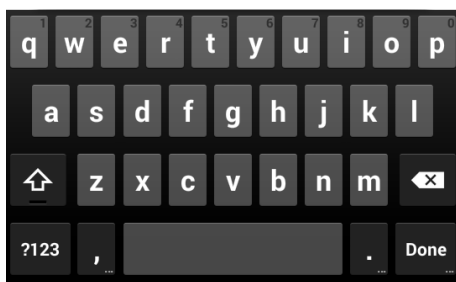 1 2 3 4 5 6 7 8 9 0
q w e r t y u i o p
a s d f g h j k l
z x c v b n m
?123 , . Done